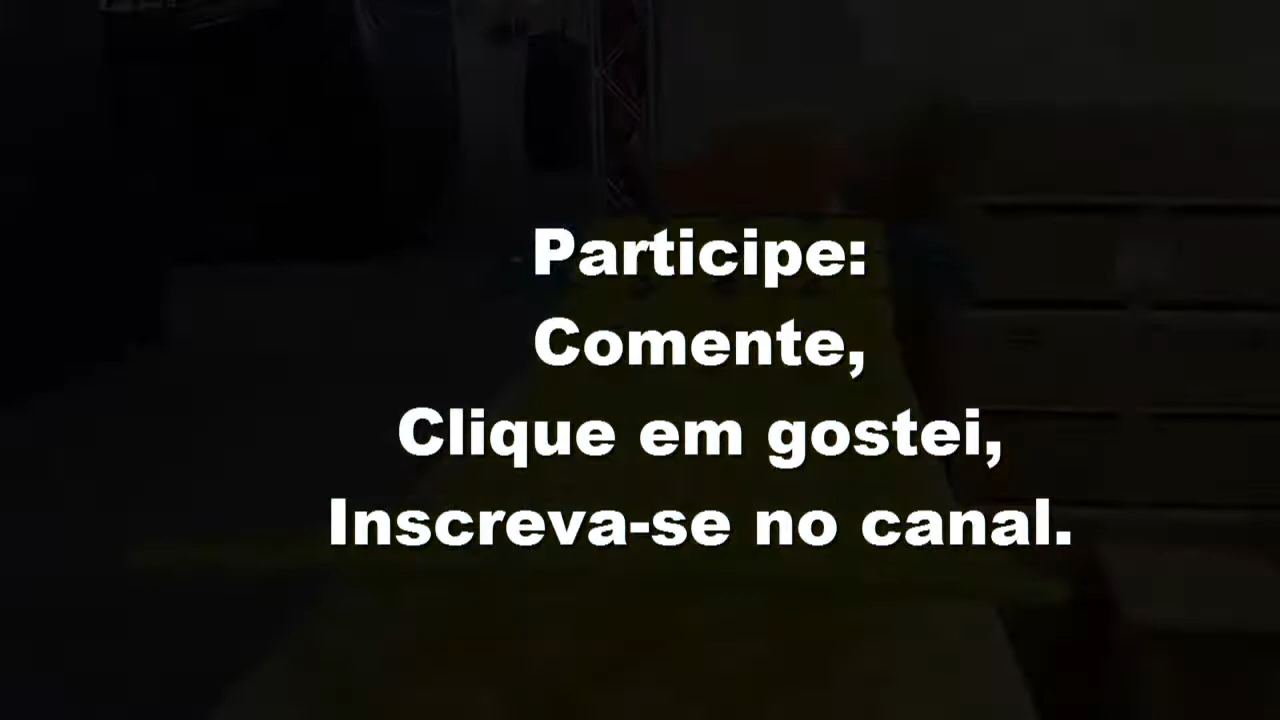 Participe:
Comente,
Clique em gostei,
Inscreva-se no canal.